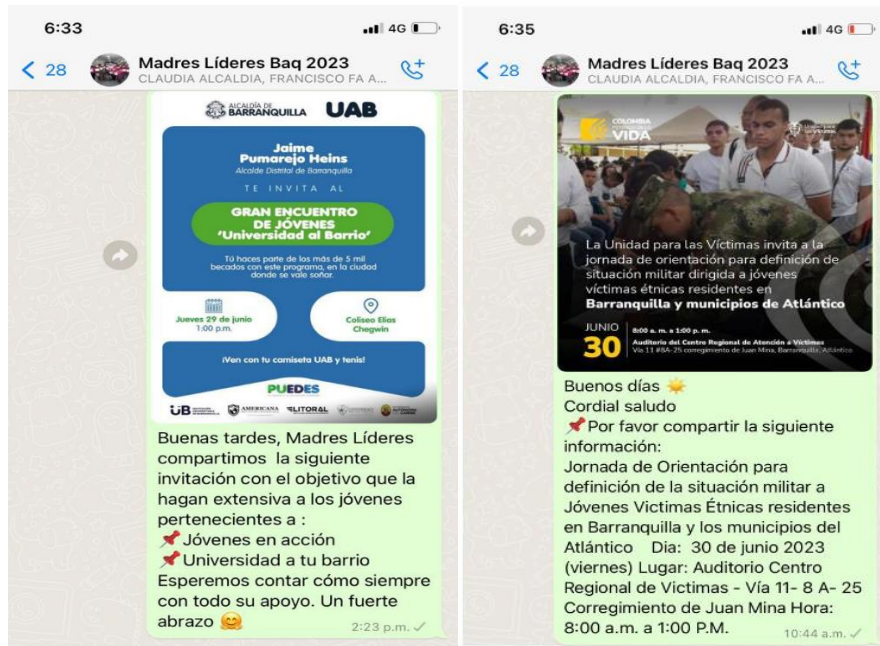 6:33
4G
28
Madres Líderes Baq 2023
CLAUDIA ALCALDIA, FRANCISCO FA A...
ALCALDÍA DE
BARRANQUILLA
UAB
Jaime
Pumarejo Heins
Alcalde Distrital de Barranquilla
TE INVITA AL
GRAN ENCUENTRO
DE JÓVENES
'Universidad al Barrio'
Tú haces parte de los más de 5 mil
becados con este programa, en la ciudad
donde se vale soñar.
Jueves 29 de junio
1:00 p.m.
Coliseo Elias
Chegwin
¡Ven con tu camiseta UAB y tenis!
PUEDES
AMERICANA
LITORAL
Buenas tardes, Madres Líderes
compartimos la siguiente
invitación con el objetivo que la
hagan extensiva a los jóvenes
pertenecientes a :
📌Jóvenes en acción
📌Universidad a tu barrio
Esperemos contar cómo siempre
con todo su apoyo. Un fuerte
abrazo 🤗
2:23 p.m.
6:35
4G
28
Madres Líderes Baq 2023
CLAUDIA ALCALDIA, FRANCISCO FA A...
COLOMBIA
VIDA
La Unidad para las Víctimas invita a la
jornada de orientación para definición de
situación militar dirigida a jóvenes
víctimas étnicas residentes en
Barranquilla y municipios de Atlántico
JUNIO
30
8:00 a. m. a 1:00 p. m.
Auditorio del Centro Regional de Atención a Víctimas
Vía 11 #8A-25 corregimiento de Juan Mina, Barranquilla, Atlántico
Buenos días ☀️
Cordial saludo
📌Por favor compartir la siguiente
información:
Jornada de Orientación para
definición de la situación militar a
Jóvenes Victimas Étnicas residentes
en Barranquilla y los municipios del
Atlántico Dia: 30 de junio 2023
(viernes) Lugar: Auditorio Centro
Regional de Victimas - Vía 11- 8 A- 25
Corregimiento de Juan Mina Hora:
8:00 a.m. a 1:00 P.M.
10:44 a.m.